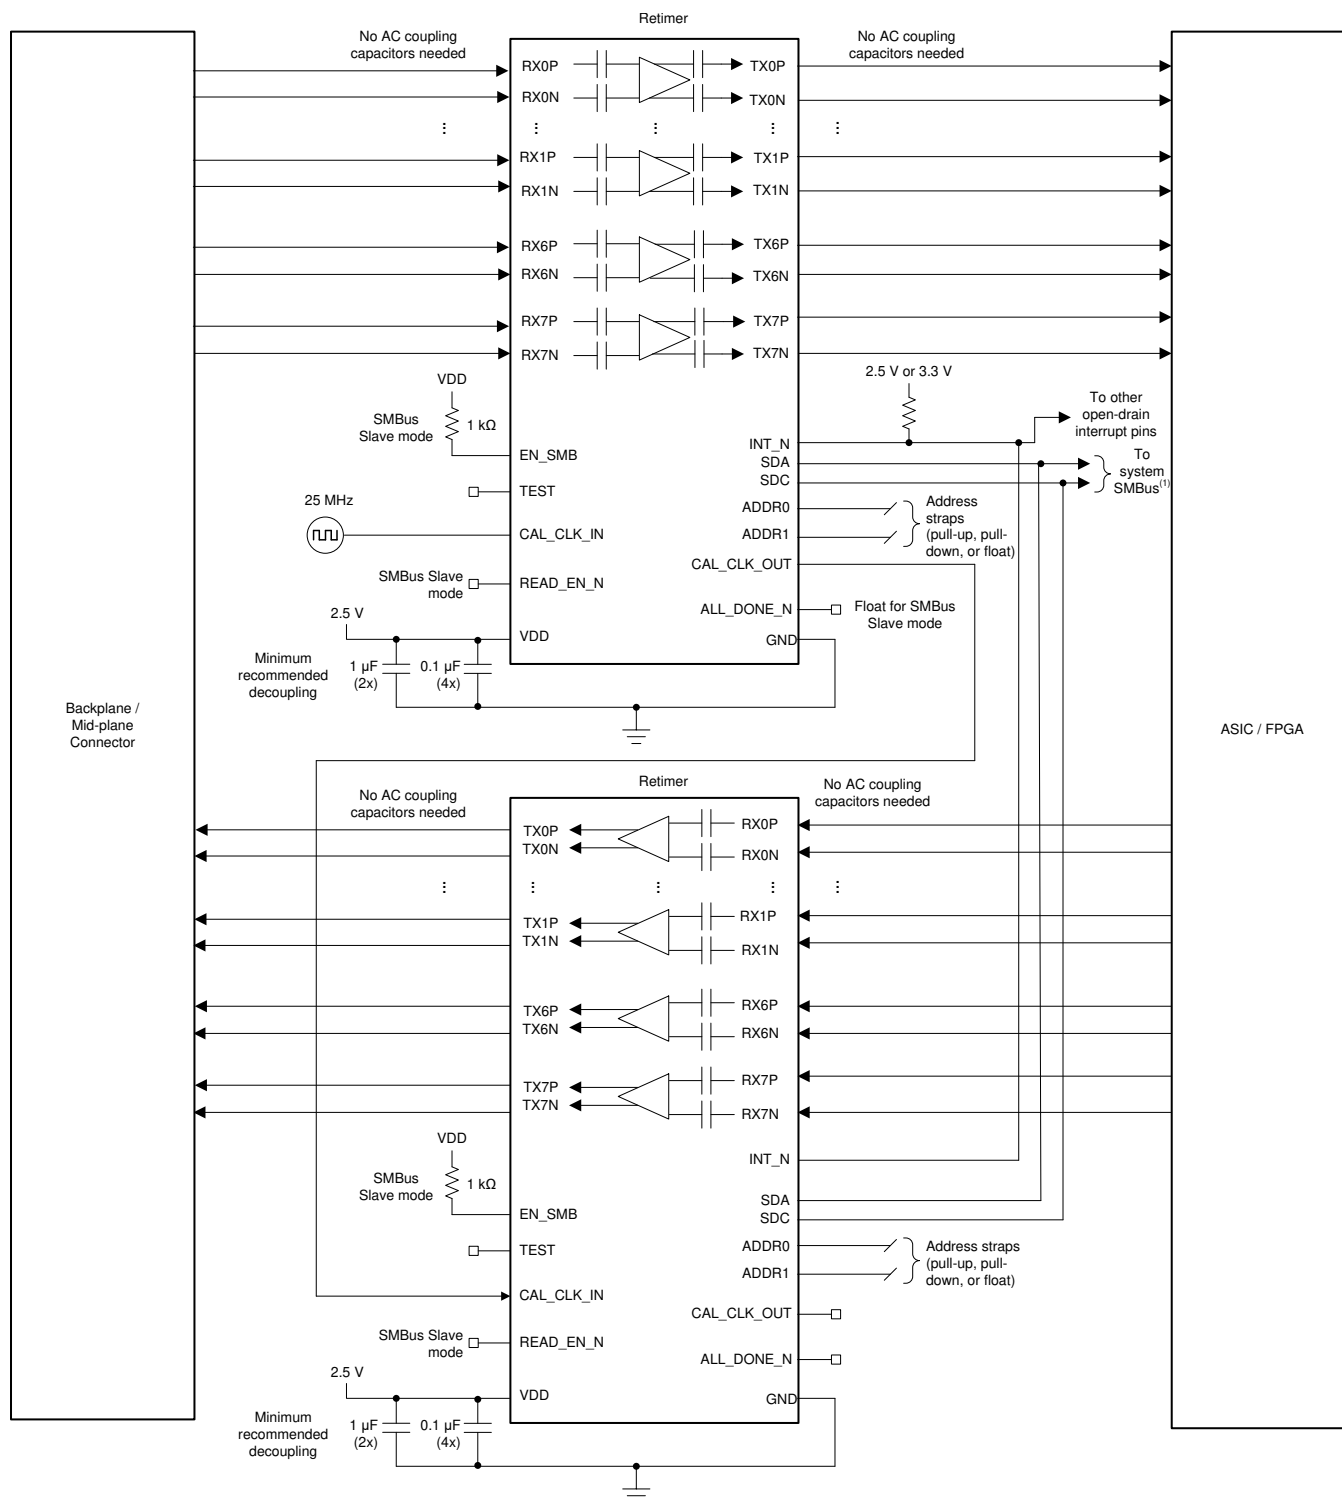 Retimer
No AC coupling
capacitors needed
No AC coupling
capacitors needed
RX0P
TX0P
RX0N
TX0N
...
...
...
...
...
RX1P
TX1P
RX1N
TX1N
RX6P
TX6P
RX6N
TX6N
RX7P
TX7P
RX7N
TX7N
VDD
SMBus
Slave mode
1 kΩ
EN_SMB
TEST
25 MHz
CAL_CLK_IN
SMBus Slave
mode
READ_EN_N
2.5 V
VDD
Minimum
recommended
decoupling
1 µF
(2x)
0.1 µF
(4x)
2.5 V or 3.3 V
To other
open-drain
interrupt pins
INT_N
SDA
SDC
To
system
SMBus(1)
ADDR0
ADDR1
Address
straps
(pull-up, pull-
down, or float)
CAL_CLK_OUT
ALL_DONE_N
Float for SMBus
Slave mode
GND
Backplane /
Mid-plane
Connector
ASIC / FPGA
Retimer
No AC coupling
capacitors needed
No AC coupling
capacitors needed
TX0P
RX0P
TX0N
RX0N
...
...
...
...
...
TX1P
RX1P
TX1N
RX1N
TX6P
RX6P
TX6N
RX6N
TX7P
RX7P
TX7N
RX7N
VDD
SMBus
Slave mode
1 kΩ
EN_SMB
TEST
CAL_CLK_IN
SMBus Slave
mode
READ_EN_N
2.5 V
VDD
Minimum
recommended
decoupling
1 µF
(2x)
0.1 µF
(4x)
INT_N
SDA
SDC
ADDR0
ADDR1
Address straps
(pull-up, pull-
down, or float)
CAL_CLK_OUT
ALL_DONE_N
GND